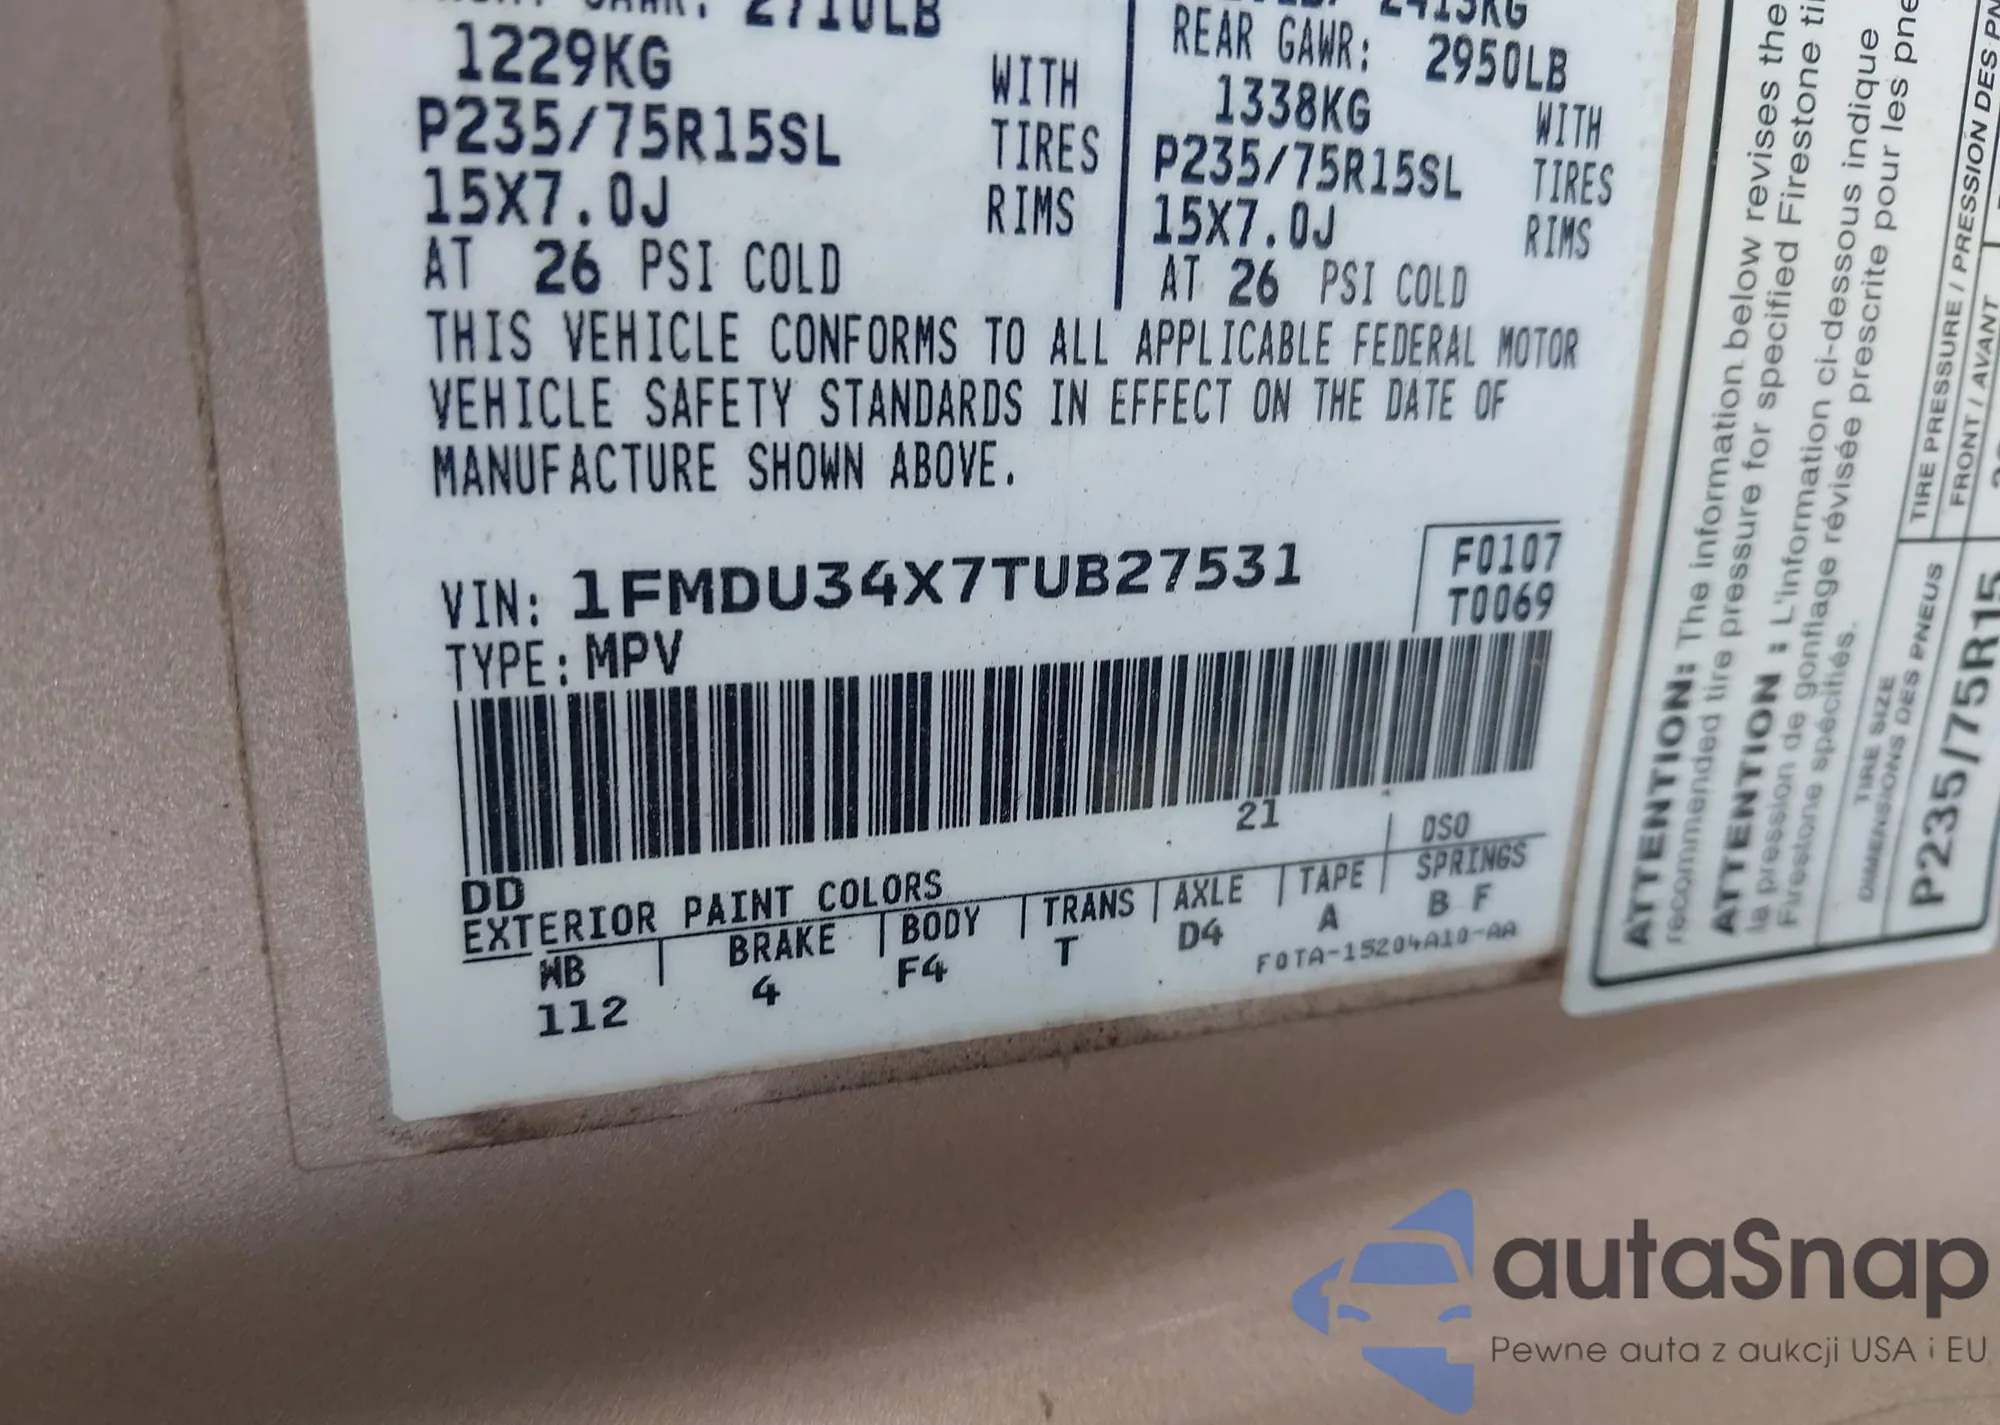 2710LB
1229KG
WITH
P235/75R15SL
TIRES
15X7.0J
RIMS
AT 26 PSI COLD
REAR GAWR: 2950LB
1338KG
WITH
P235/75R15SL
TIRES
15X7.0J
RIMS
AT 26 PSI COLD
THIS VEHICLE CONFORMS TO ALL APPLICABLE FEDERAL MOTOR
VEHICLE SAFETY STANDARDS IN EFFECT ON THE DATE OF
MANUFACTURE SHOWN ABOVE.
VIN: 1FMDU34X7TUB27531
F0107
T0069
TYPE: MPV
21
DSO
DD
EXTERIOR PAINT COLORS
WB
BRAKE
BODY
TRANS
AXLE
TAPE
SPRINGS
112
4
F4
T
D4
A
B F
F0TA-15204A10-AA
ATTENTION: The information below revises the
recommended tire pressure for specified Firestone
ATTENTION : L'information ci-dessous indique
la pression de gonflage révisée prescrite pour les
Firestone spécifiés.
TIRE SIZE
DIMENSIONS DES PNEUS
TIRE PRESSURE / PRESSION DES
FRONT / AVANT
P235/75R15
autaSnap
Pewne auta z aukcji USA i EU